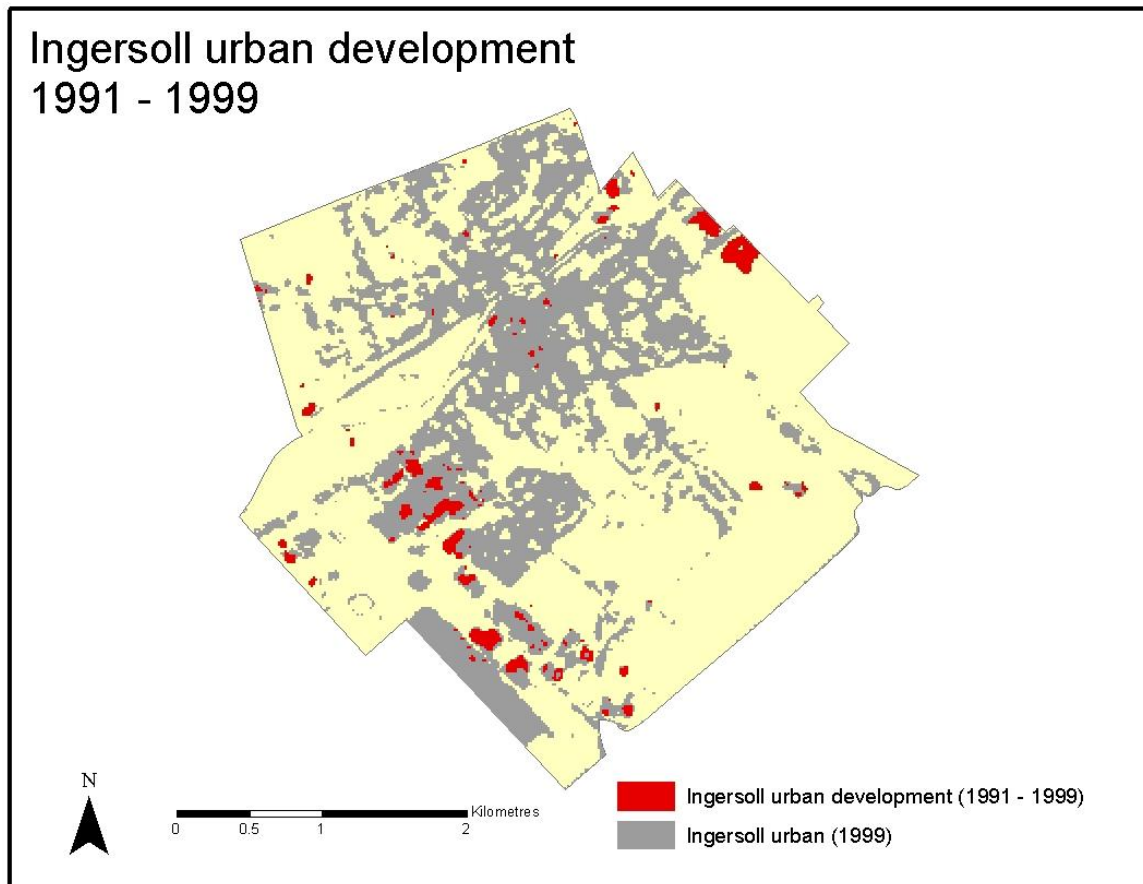 Ingersoll urban development
1991 - 1999
N
Kilometres
0 0.5 1 2
Ingersoll urban development (1991 - 1999)
Ingersoll urban (1999)